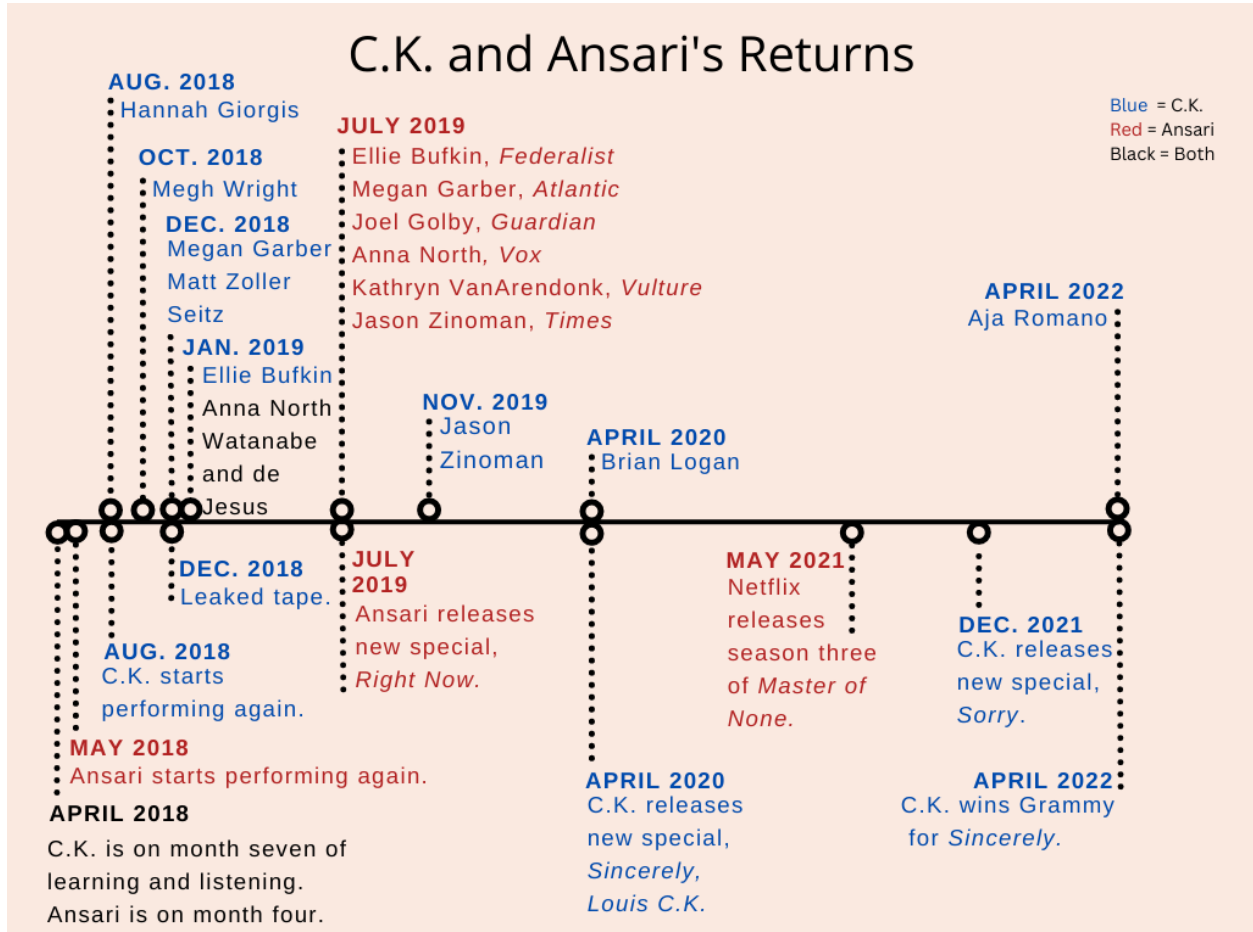 C.K. and Ansari's Returns
Blue = C.K.
Red = Ansari
Black = Both
AUG. 2018
Hannah Giorgis
OCT. 2018
Megh Wright
DEC. 2018
Megan Garber
Matt Zoller
Seitz
JAN. 2019
Ellie Bufkin
Anna North
Watanabe
and de
Jesus
JULY 2019
Ellie Bufkin, Federalist
Megan Garber, Atlantic
Joel Golby, Guardian
Anna North, Vox
Kathryn VanArendonk, Vulture
Jason Zinoman, Times
NOV. 2019
Jason
Zinoman
APRIL 2020
Brian Logan
APRIL 2022
Aja Romano
APRIL 2018
C.K. is on month seven of
learning and listening.
Ansari is on month four.
MAY 2018
Ansari starts performing again.
AUG. 2018
C.K. starts
performing again.
DEC. 2018
Leaked tape.
JULY
2019
Ansari releases
new special,
Right Now.
APRIL 2020
C.K. releases
new special,
Sincerely,
Louis C.K.
MAY 2021
Netflix
releases
season three
of Master of
None.
DEC. 2021
C.K. releases
new special,
Sorry.
APRIL 2022
C.K. wins Grammy
for Sincerely.